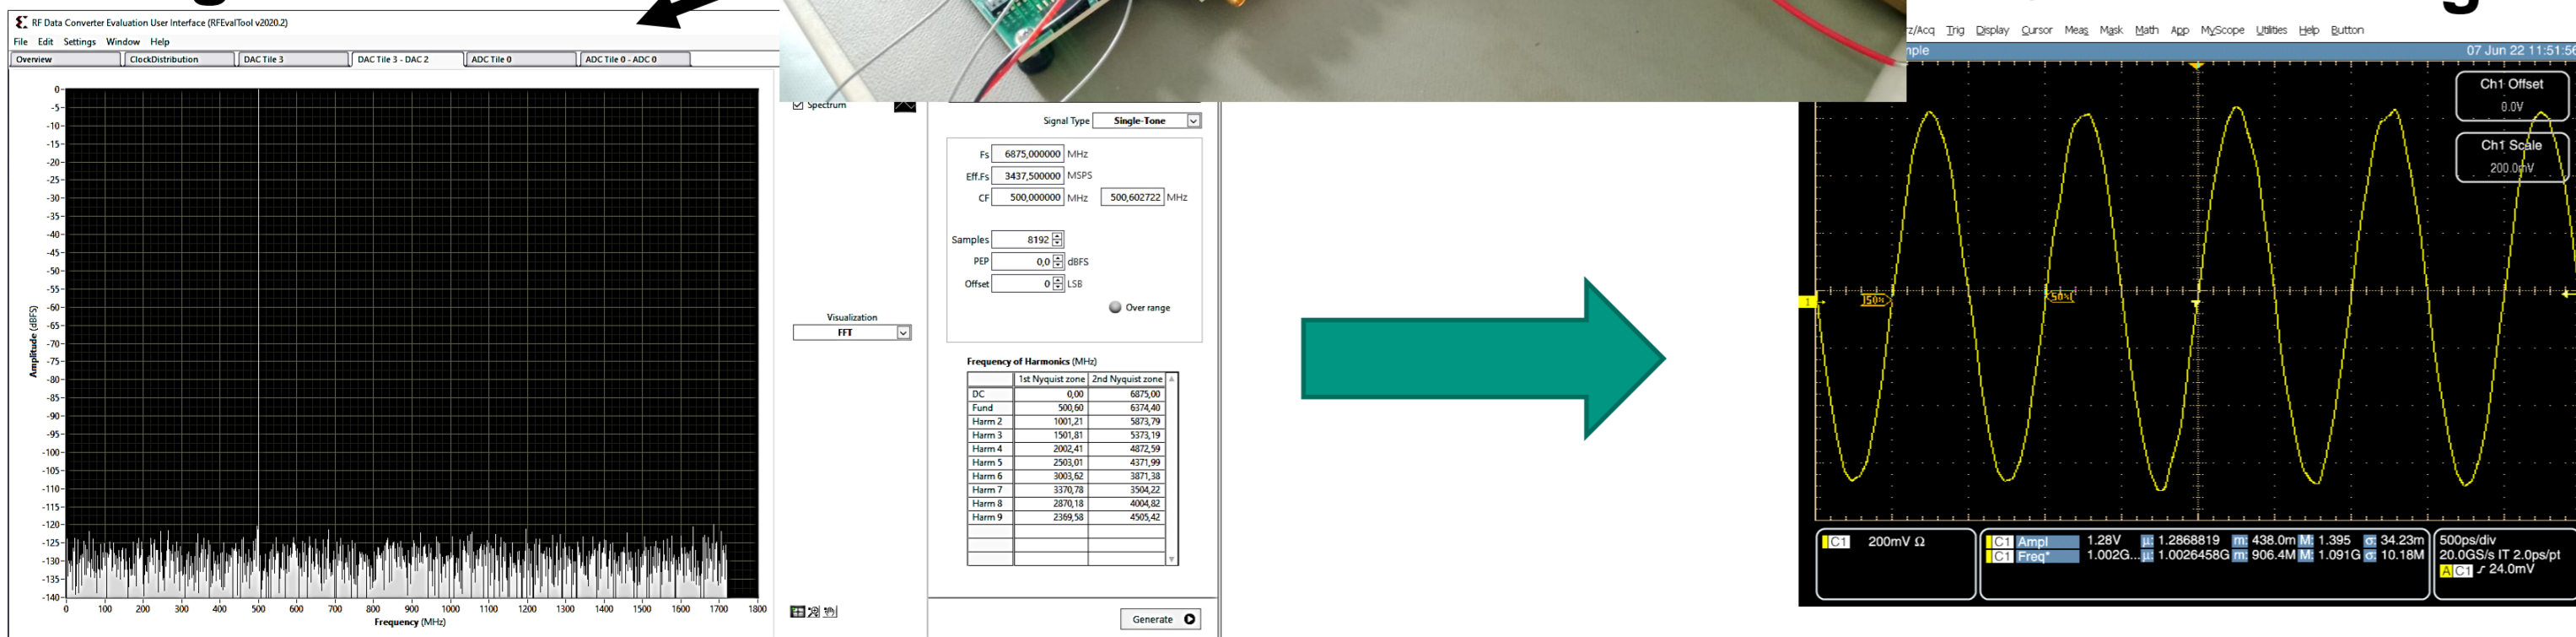 RF Data Converter Evaluation User Interface (RFEvalTool v2020.2)
File Edit Settings Window Help
Overview ClockDistribution DAC Tile 3 DAC Tile 3 - DAC 2 ADC Tile 0 ADC Tile 0 - ADC 0
0
-5
-10
-15
-20
-25
-30
-35
-40
-45
-50
-55
-60
-65
-70
-75
-80
-85
-90
-95
-100
-105
-110
-115
-120
-125
-130
-135
-140
Amplitude (dBFS)
0 100 200 300 400 500 600 700 800 900 1000 1100 1200 1300 1400 1500 1600 1700 1800
Frequency (MHz)
Spectrum
Visualization
FFT
Signal Type Single-Tone
Fs 6875,000000 MHz
Eff.Fs 3437,500000 MSPS
CF 500,000000 MHz 500,602722 MHz
Samples 8192
PEP 0,0 dBFS
Offset 0 LSB
Over range
Frequency of Harmonics (MHz)
1st Nyquist zone 2nd Nyquist zone
DC 0,00 6875,00
Fund 500,60 6374,40
Harm 2 1001,21 5873,79
Harm 3 1501,81 5373,19
Harm 4 2002,41 4872,59
Harm 5 2503,01 4371,99
Harm 6 3003,62 3871,38
Harm 7 3370,78 3504,22
Harm 8 2870,18 4004,82
Harm 9 2369,58 4505,42
Generate
z/Acq Trig Display Cursor Meas Mask Math App MyScope Utilities Help Button
07 Jun 22 11:51:56
Ch1 Offset
0.0V
Ch1 Scale
200.0mV
1
50%
50%
T
C1 200mV Ω
C1 Ampl 1.28V µ: 1.2868819 m: 438.0m M: 1.395 σ: 34.23m
C1 Freq* 1.002G... µ: 1.0026458G m: 906.4M M: 1.091G σ: 10.18M
500ps/div
20.0GS/s IT 2.0ps/pt
A C1 24.0mV